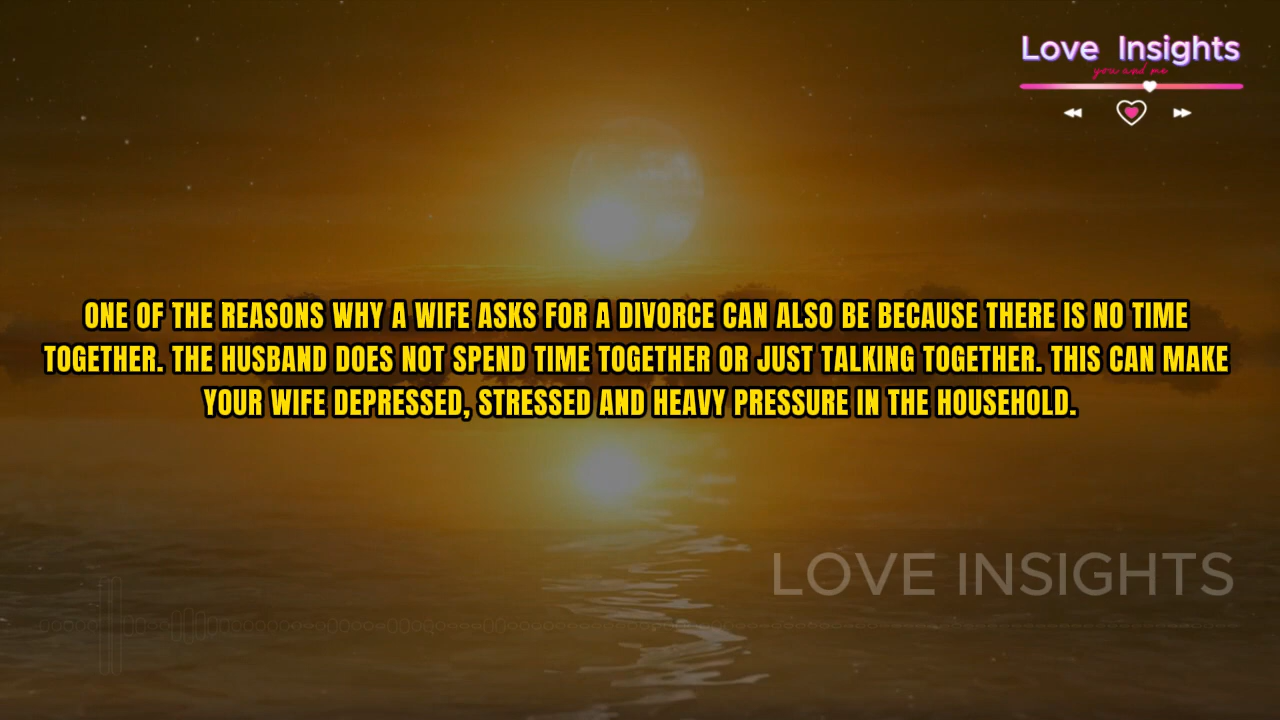 Love Insights
you and me
ONE OF THE REASONS WHY A WIFE ASKS FOR A DIVORCE CAN ALSO BE BECAUSE THERE IS NO TIME
TOGETHER. THE HUSBAND DOES NOT SPEND TIME TOGETHER OR JUST TALKING TOGETHER. THIS CAN MAKE
YOUR WIFE DEPRESSED, STRESSED AND HEAVY PRESSURE IN THE HOUSEHOLD.
LOVE INSIGHTS